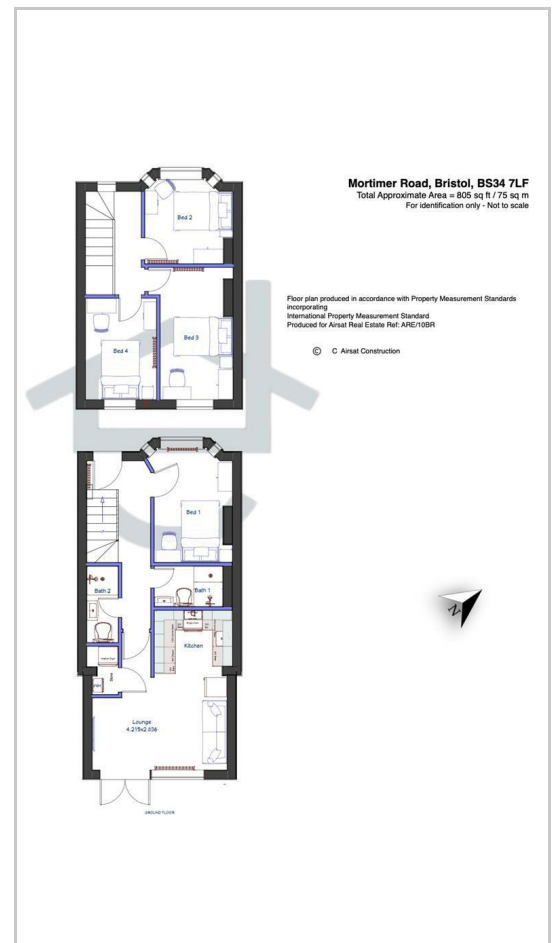 Mortimer Road, Bristol, BS34 7LF
Total Approximate Area = 805 sq ft / 75 sq m
For identification only - Not to scale
Floor plan produced in accordance with Property Measurement Standards
incorporating
International Property Measurement Standard
Produced for Airsat Real Estate Ref: ARE/10BR
© C Airsat Construction
Bed 2
Bed 3
Bed 4
Bed 1
Bath 2
Bath 1
Kitchen
Store
Lounge
4.215x2.636
GROUND FLOOR
N